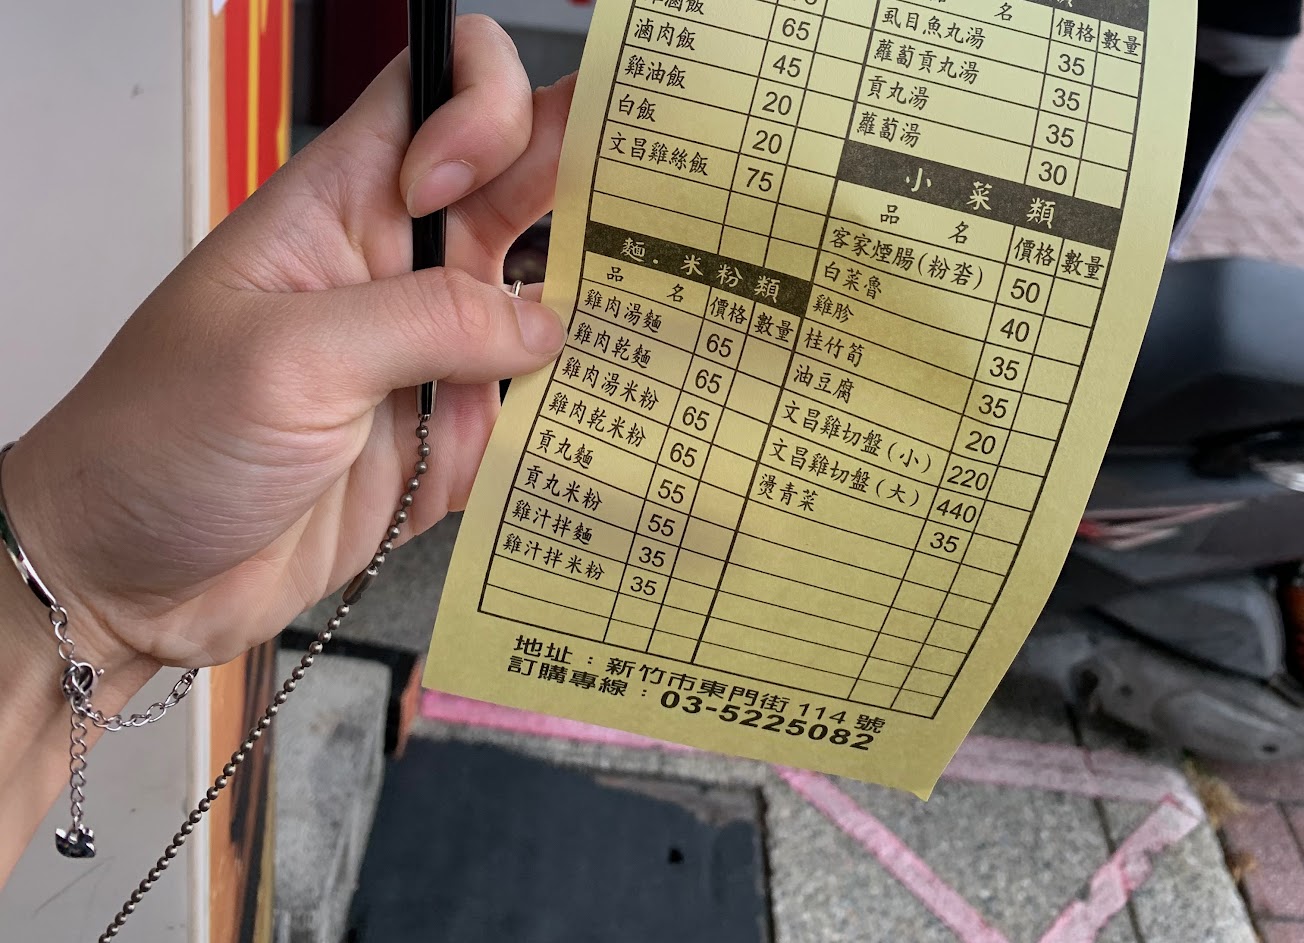 滷飯 65
滷肉飯 45
雞油飯 20
白飯 20
文昌雞絲飯 75
麵．米粉類
品名 價格 數量
雞肉湯麵 65
雞肉乾麵 65
雞肉湯米粉 65
雞肉乾米粉 65
貢丸麵 55
貢丸米粉 55
雞汁拌麵 35
雞汁拌米粉 35
名 價格 數量
虱目魚丸湯 35
蘿蔔貢丸湯 35
貢丸湯 35
蘿蔔湯 30
小菜類
品名 價格 數量
客家煙腸(粉) 50
白菜魯 40
雞胗 35
桂竹筍 35
油豆腐 20
文昌雞切盤(小) 220
文昌雞切盤(大) 440
燙青菜 35
地址：新竹市東門街 114 號
訂購專線：03-5225082